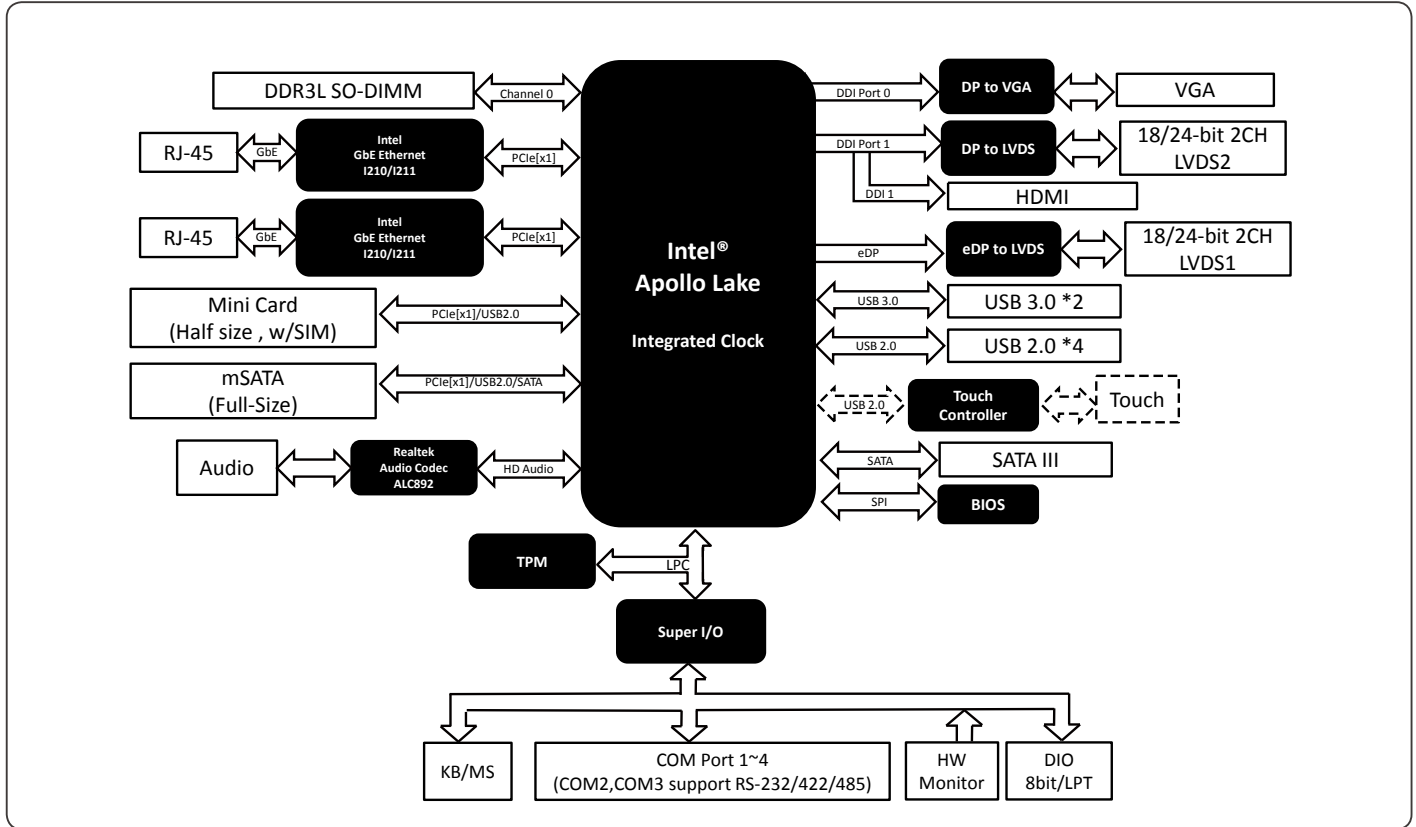 DDR3L SO-DIMM
Channel 0
RJ-45
GbE
Intel
GbE Ethernet
I210/I211
PCIe[x1]
RJ-45
GbE
Intel
GbE Ethernet
I210/I211
PCIe[x1]
Mini Card
(Half size , w/SIM)
PCIe[x1]/USB2.0
mSATA
(Full-Size)
PCIe[x1]/USB2.0/SATA
Audio
Realtek
Audio Codec
ALC892
HD Audio
Intel®
Apollo Lake
Integrated Clock
DDI Port 0
DP to VGA
VGA
DDI Port 1
DP to LVDS
18/24-bit 2CH
LVDS2
DDI 1
HDMI
eDP
eDP to LVDS
18/24-bit 2CH
LVDS1
USB 3.0
USB 3.0 *2
USB 2.0
USB 2.0 *4
USB 2.0
Touch
Controller
Touch
SATA
SATA III
SPI
BIOS
TPM
LPC
Super I/O
KB/MS
COM Port 1~4
(COM2,COM3 support RS-232/422/485)
HW
Monitor
DIO
8bit/LPT